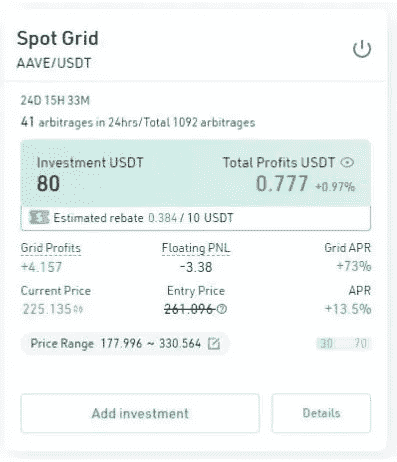 Spot Grid
AAVE/USDT
24D 15H 33M
41 arbitrages in 24hrs/Total 1092 arbitrages
Investment USDT Total Profits USDT
80 0.777 +0.97%
Estimated rebate 0.384 / 10 USDT
Grid Profits Floating PNL Grid APR
+4.157 -3.38 +73%
Current Price Entry Price APR
225.135 261.096 +13.5%
Price Range 177.996 ~ 330.564 30 70
Add investment Details